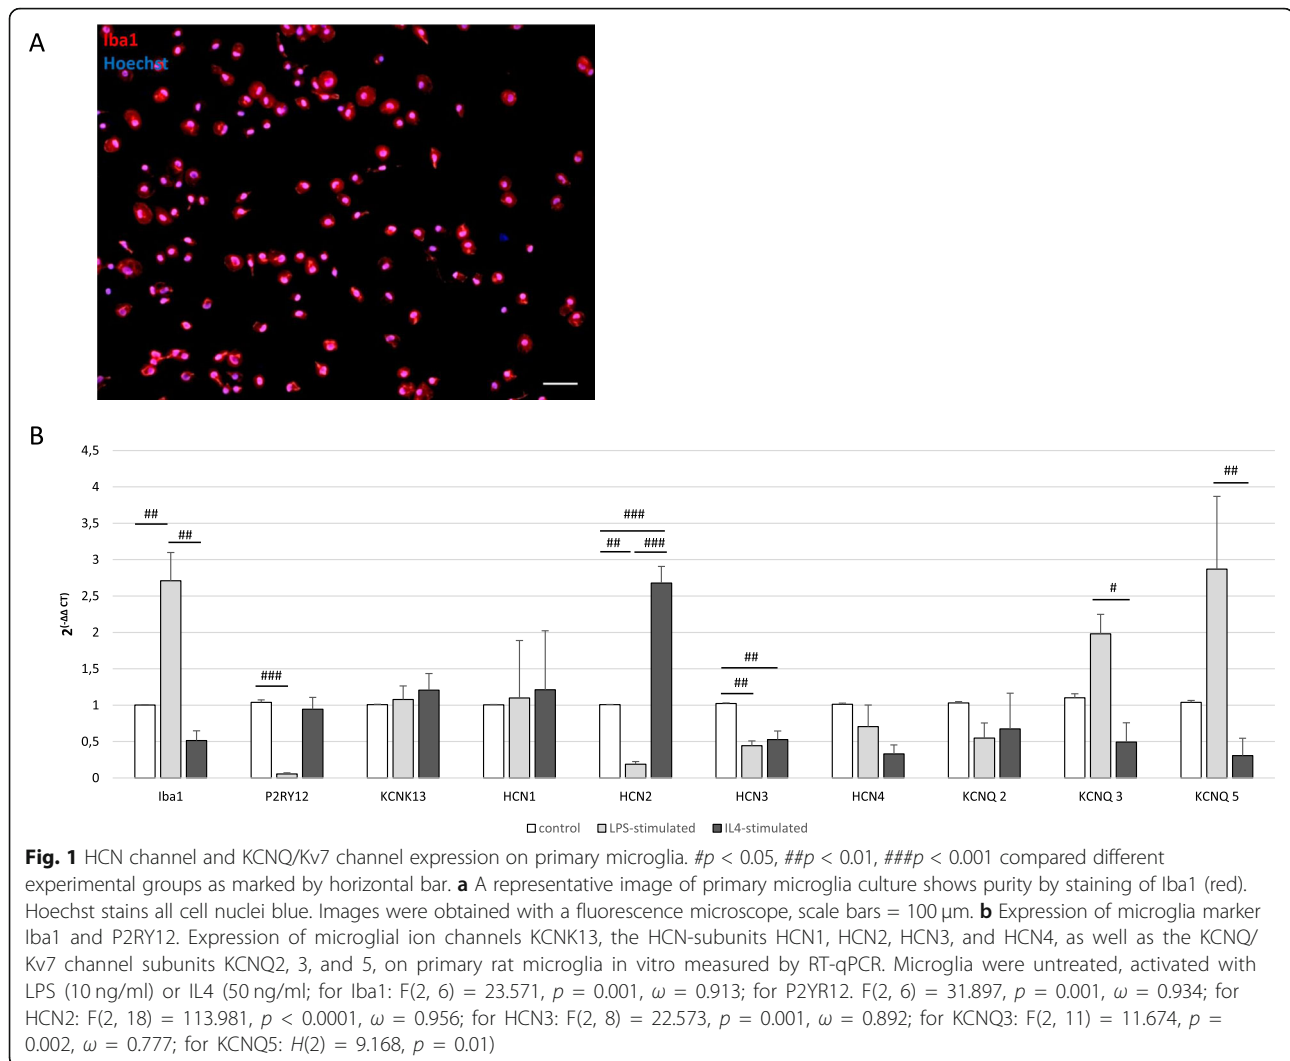 A
Iba1
Hoechst
B
4,5
4
3,5
3
2,5
2
1,5
1
0,5
0
2(-ΔΔ CT)
##
##
###
###
##
###
##
##
#
##
Iba1 P2RY12 KCNK13 HCN1 HCN2 HCN3 HCN4 KCNQ 2 KCNQ 3 KCNQ 5
control LPS-stimulated IL4-stimulated
Fig. 1 HCN channel and KCNQ/Kv7 channel expression on primary microglia. #p < 0.05, ##p < 0.01, ###p < 0.001 compared different
experimental groups as marked by horizontal bar. a A representative image of primary microglia culture shows purity by staining of Iba1 (red).
Hoechst stains all cell nuclei blue. Images were obtained with a fluorescence microscope, scale bars = 100 μm. b Expression of microglia marker
Iba1 and P2RY12. Expression of microglial ion channels KCNK13, the HCN-subunits HCN1, HCN2, HCN3, and HCN4, as well as the KCNQ/
Kv7 channel subunits KCNQ2, 3, and 5, on primary rat microglia in vitro measured by RT-qPCR. Microglia were untreated, activated with
LPS (10 ng/ml) or IL4 (50 ng/ml; for Iba1: F(2, 6) = 23.571, p = 0.001, ω = 0.913; for P2YR12. F(2, 6) = 31.897, p = 0.001, ω = 0.934; for
HCN2: F(2, 18) = 113.981, p < 0.0001, ω = 0.956; for HCN3: F(2, 8) = 22.573, p = 0.001, ω = 0.892; for KCNQ3: F(2, 11) = 11.674, p =
0.002, ω = 0.777; for KCNQ5: H(2) = 9.168, p = 0.01)